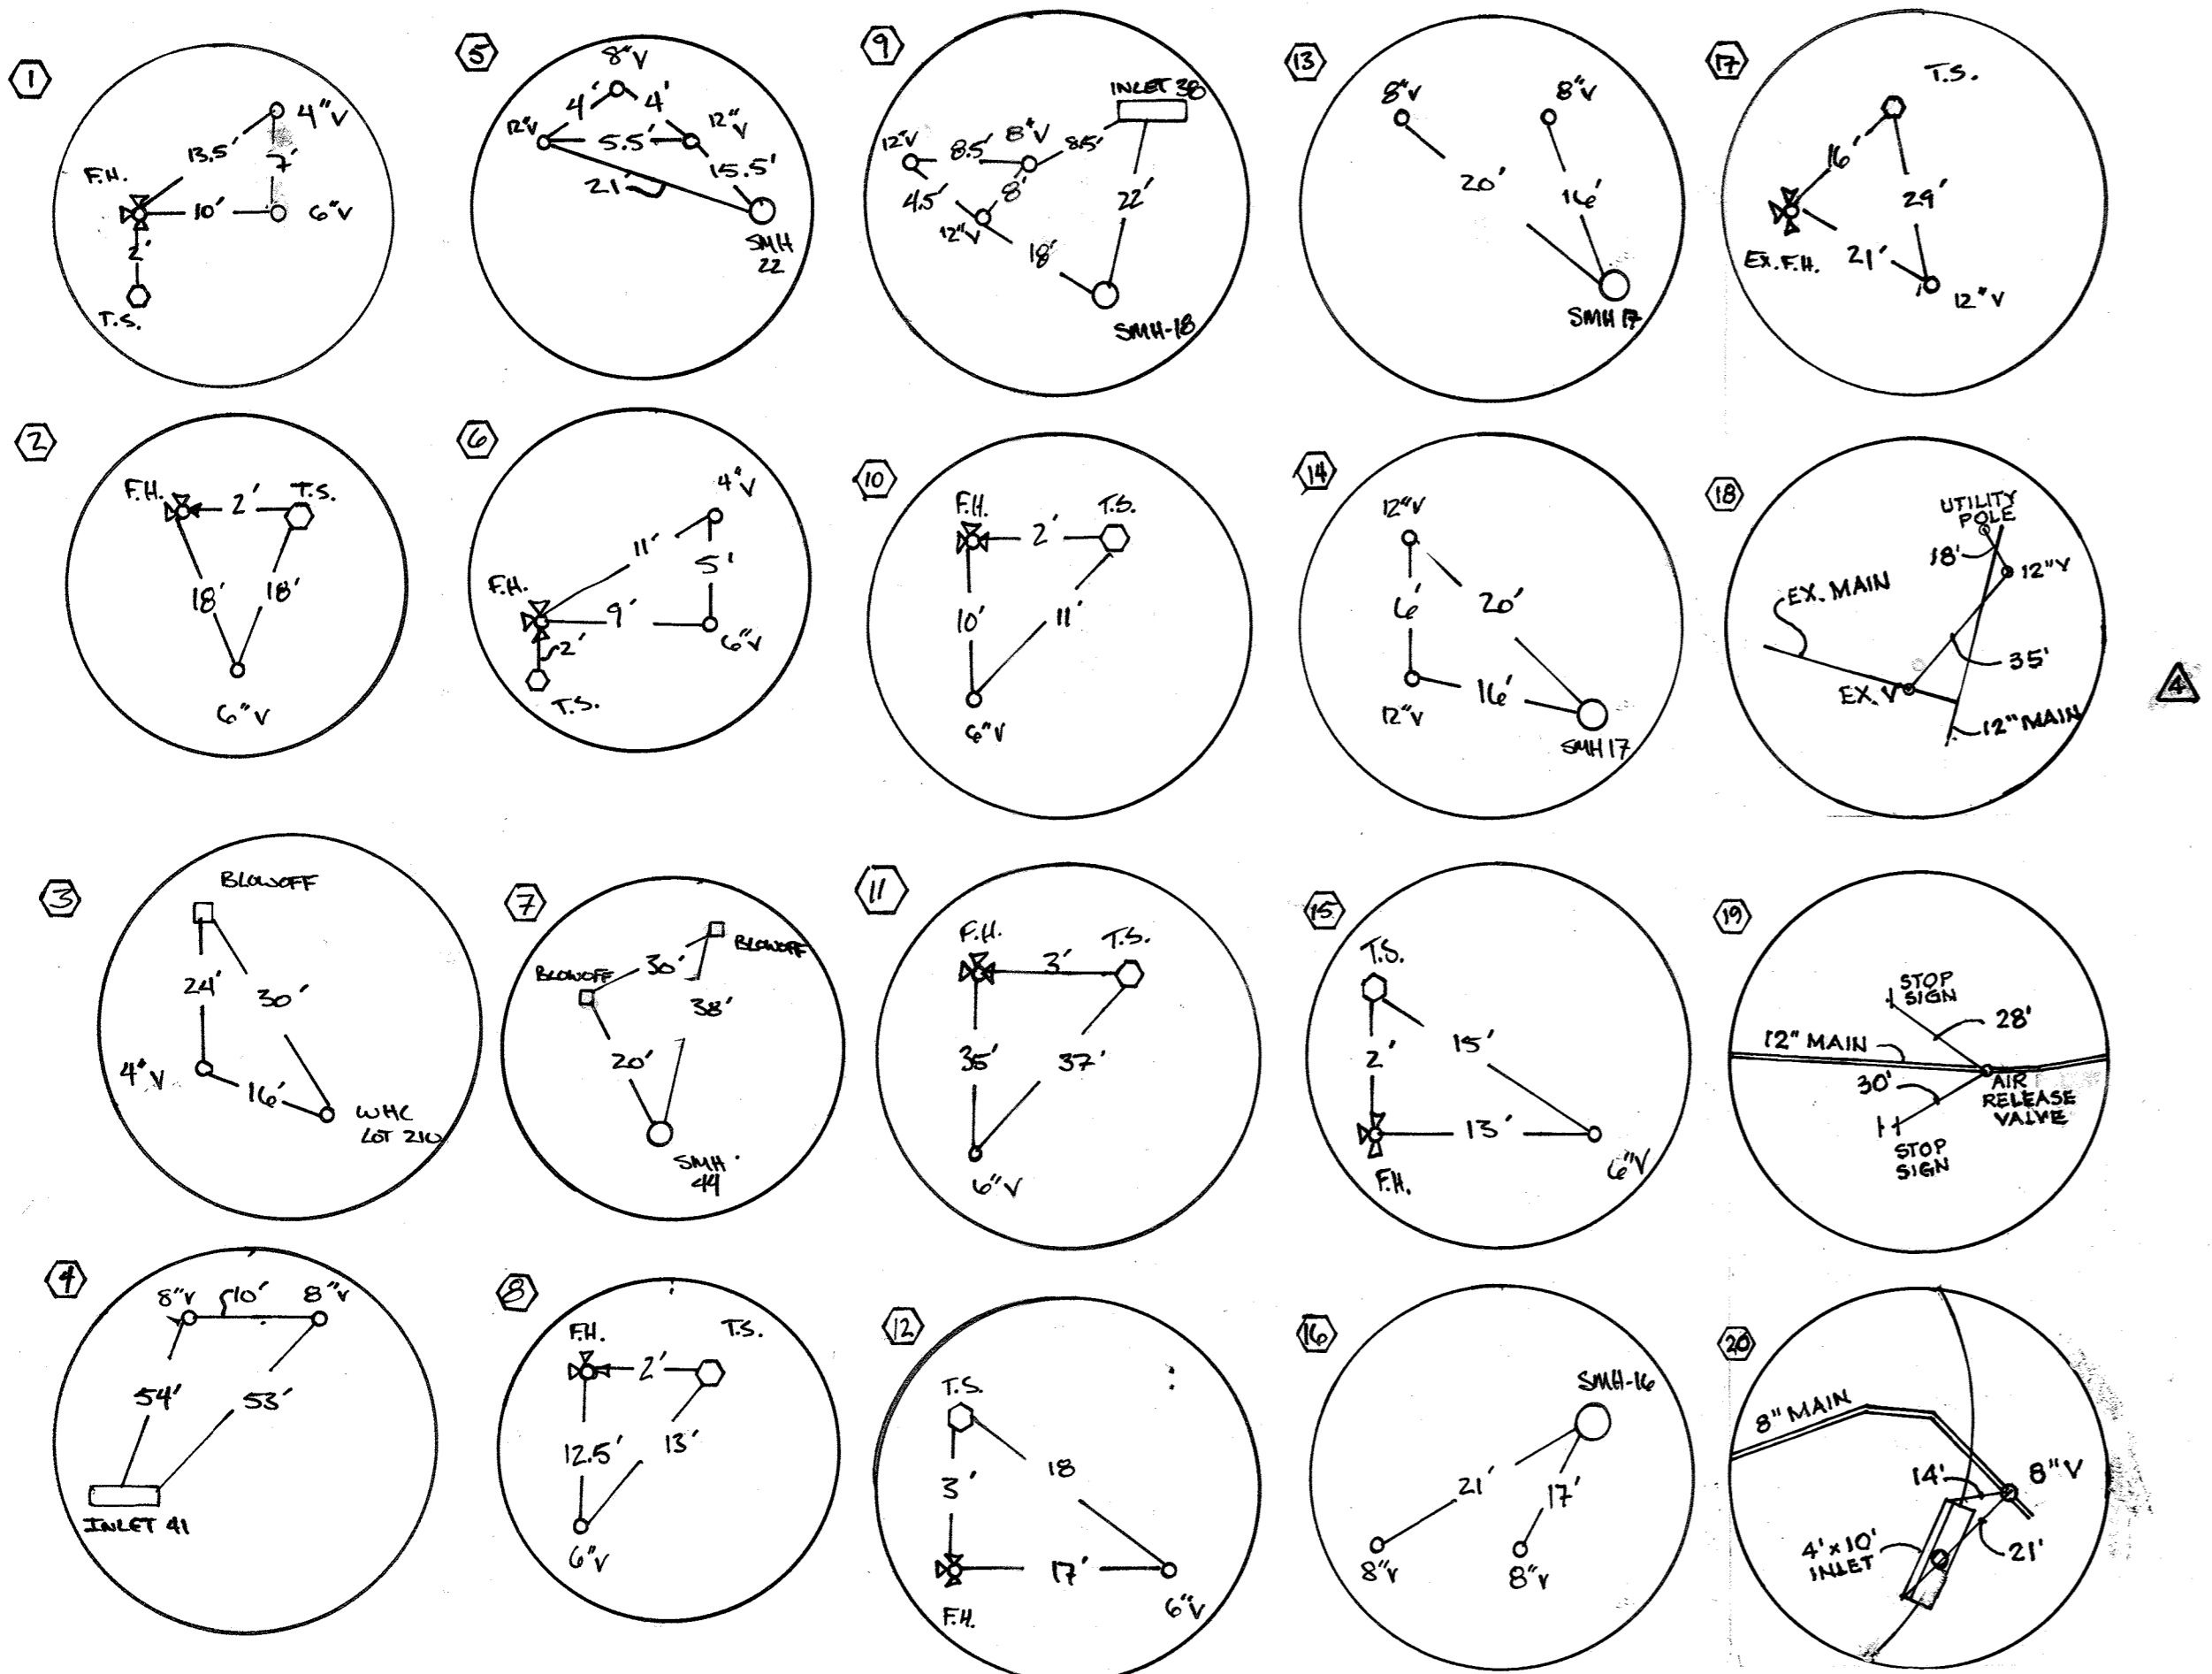 1
4"V
13.5'
7'
F.H.
10'
6"V
2'
T.S.
5
8"V
4'
4'
12"V
5.5'
12"V
15.5'
21'
SMH
22
9
INLET 38
12"V
8.5'
8"V
8.5'
4.5'
8'
22'
12"V
18'
SMH-18
13
8"V
8"V
20'
16'
SMH 17
17
T.S.
16'
29'
EX. F.H.
21'
12"V
2
F.H.
2'
T.S.
18'
18'
6"V
6
4"V
11'
5'
F.H.
9'
6"V
2'
T.S.
10
F.H.
T.S.
2'
10'
11'
6"V
14
12"V
6'
20'
16'
12"V
SMH 17
18
UTILITY
POLE
18'
12"V
EX. MAIN
35'
EX. V
12" MAIN
4
3
BLOWOFF
24'
30'
4"V
16'
WHC
LOT 210
7
BLOWOFF
BLOWOFF
30'
38'
20'
SMH
44
11
F.H.
T.S.
3'
35'
37'
6"V
15
T.S.
2'
15'
13'
6"V
F.H.
19
STOP
SIGN
28'
12" MAIN
30'
AIR
RELEASE
VALVE
STOP
SIGN
4
8"V
10'
8"V
54'
53'
INLET 41
8
F.H.
T.S.
2'
12.5'
13'
6"V
12
T.S.
3'
18
17'
6"V
F.H.
16
SMH-16
21'
17'
8"V
8"V
20
8" MAIN
14'
8"V
4'x10'
INLET
21'